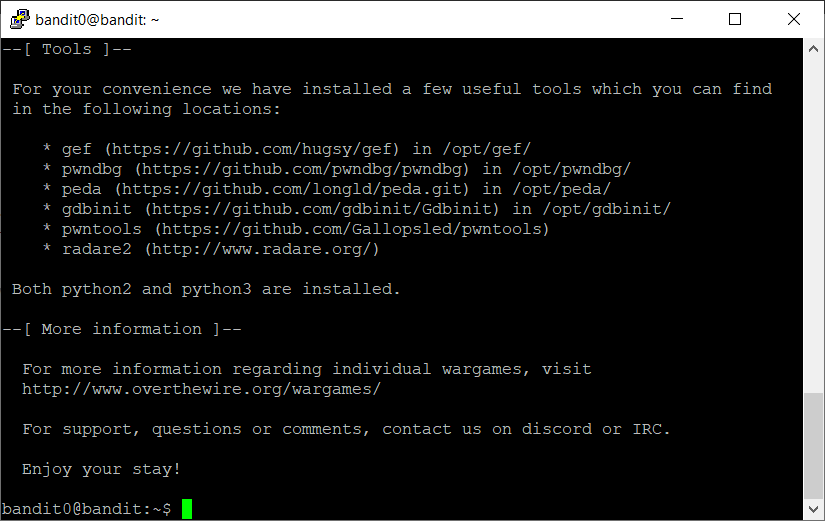 bandit0@bandit: ~
--[ Tools ]--
For your convenience we have installed a few useful tools which you can find
in the following locations:
* gef (https://github.com/hugsy/gef) in /opt/gef/
* pwndbg (https://github.com/pwndbg/pwndbg) in /opt/pwndbg/
* peda (https://github.com/longld/peda.git) in /opt/peda/
* gdbinit (https://github.com/gdbinit/Gdbinit) in /opt/gdbinit/
* pwntools (https://github.com/Gallopsled/pwntools)
* radare2 (http://www.radare.org/)
Both python2 and python3 are installed.
--[ More information ]--
For more information regarding individual wargames, visit
http://www.overthewire.org/wargames/
For support, questions or comments, contact us on discord or IRC.
Enjoy your stay!
bandit0@bandit:~$